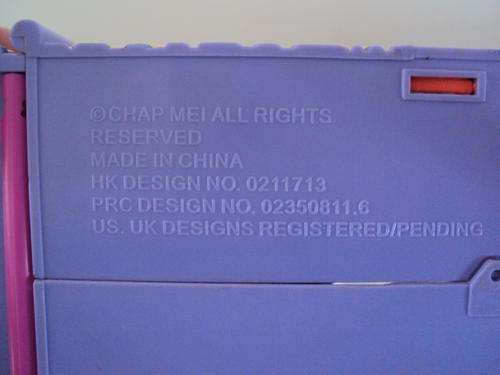 ©CHAP MEI ALL RIGHTS
RESERVED
MADE IN CHINA
HK DESIGN NO. 0211713
PRC DESIGN NO. 02350811.6
US. UK DESIGNS REGISTERED/PENDING